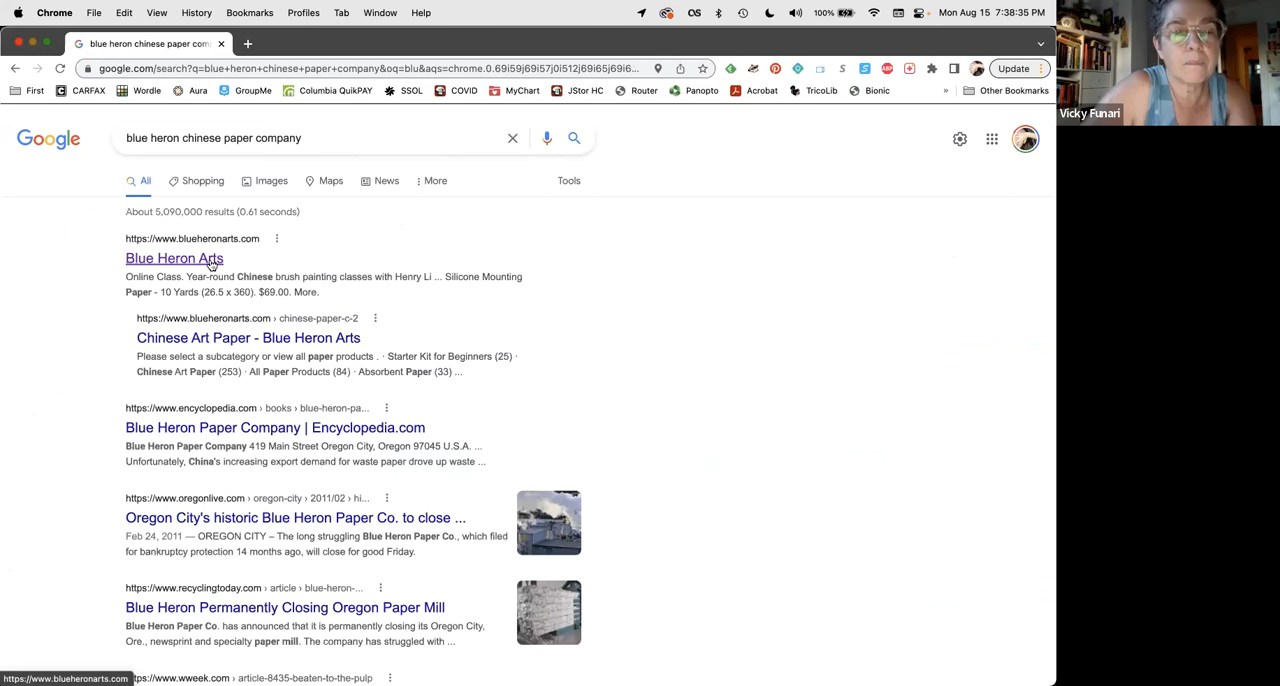 Chrome File Edit View History Bookmarks Profiles Tab Window Help 100% Mon Aug 15 7:38:35 PM
blue heron chinese paper com
google.com/search?q=blue+heron+chinese+paper+company&oq=blu&aqs=chrome.0.69i59j69i57j0i512j69i65j69i6... Update
First CARFAX Wordle Aura GroupMe Columbia QuikPAY SSOL COVID MyChart JStor HC Router Panopto Acrobat TricoLib Bionic » Other Bookmarks
Vicky Funari
Google blue heron chinese paper company
All Shopping Images Maps News More Tools
About 5,090,000 results (0.61 seconds)
https://www.blueheronarts.com
Blue Heron Arts
Online Class. Year-round Chinese brush painting classes with Henry Li ... Silicone Mounting
Paper - 10 Yards (26.5 x 360). $69.00. More.
https://www.blueheronarts.com › chinese-paper-c-2
Chinese Art Paper - Blue Heron Arts
Please select a subcategory or view all paper products . · Starter Kit for Beginners (25) ·
Chinese Art Paper (253) · All Paper Products (84) · Absorbent Paper (33) ...
https://www.encyclopedia.com › books › blue-heron-pa...
Blue Heron Paper Company | Encyclopedia.com
Blue Heron Paper Company 419 Main Street Oregon City, Oregon 97045 U.S.A. ...
Unfortunately, China's increasing export demand for waste paper drove up waste ...
https://www.oregonlive.com › oregon-city › 2011/02 › hi...
Oregon City's historic Blue Heron Paper Co. to close ...
Feb 24, 2011 — OREGON CITY – The long struggling Blue Heron Paper Co., which filed
for bankruptcy protection 14 months ago, will close for good Friday.
https://www.recyclingtoday.com › article › blue-heron-...
Blue Heron Permanently Closing Oregon Paper Mill
Blue Heron Paper Co. has announced that it is permanently closing its Oregon City,
Ore., newsprint and specialty paper mill. The company has struggled with ...
https://www.blueheronarts.com tps://www.wweek.com › article-8435-beaten-to-the-pulp